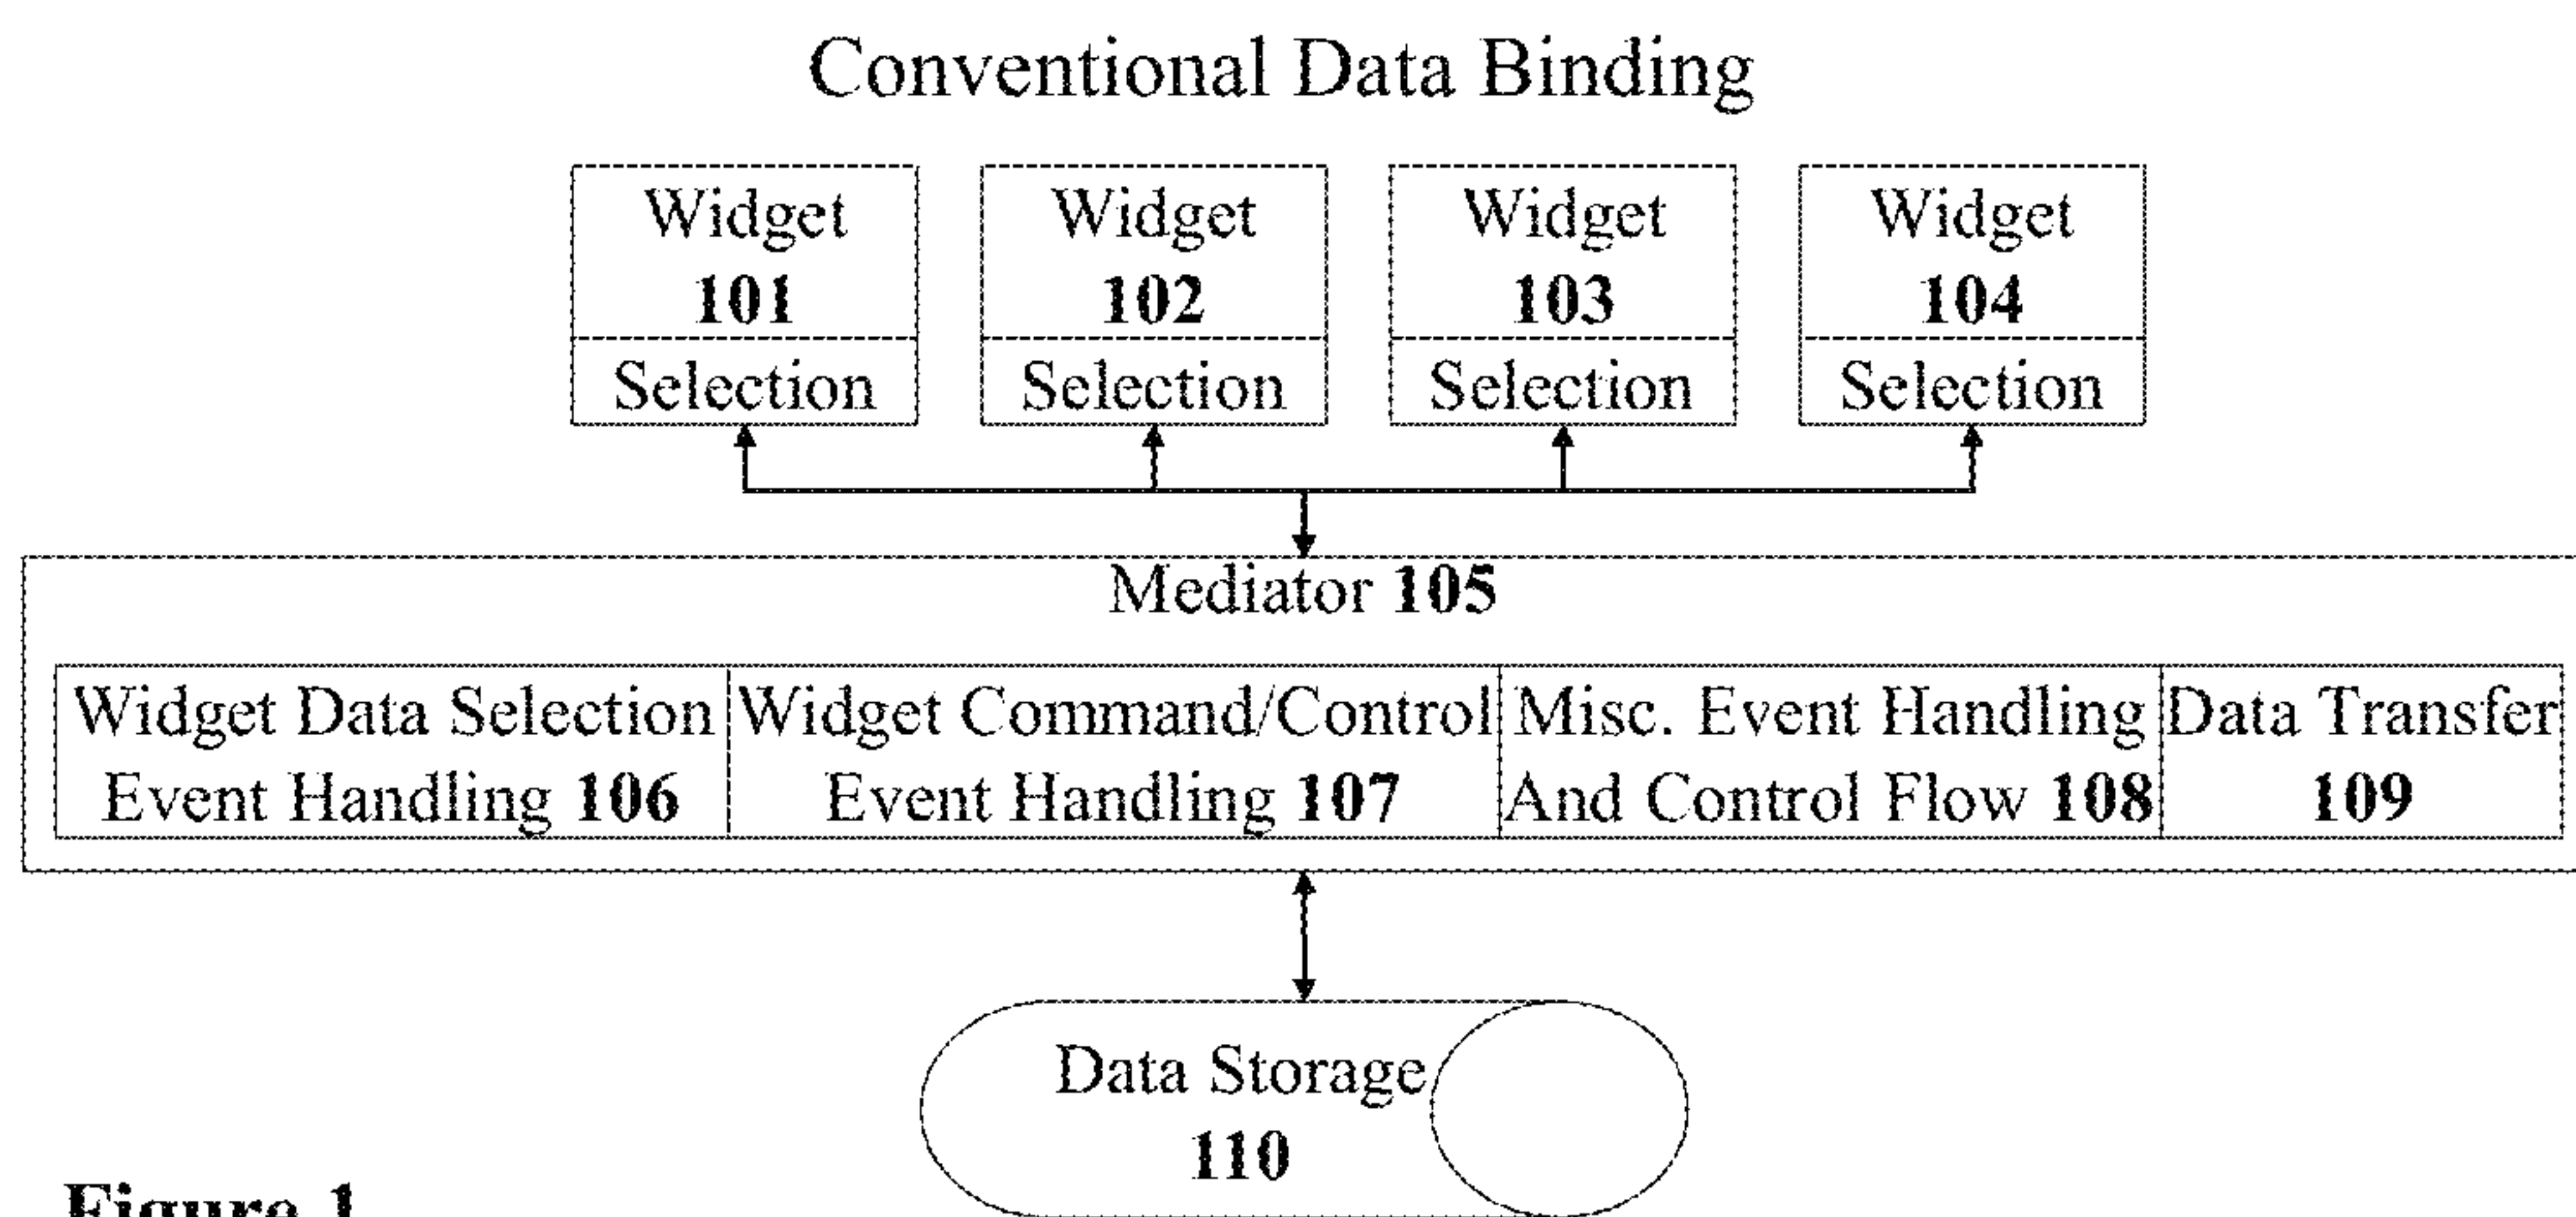 Conventional Data Binding
Widget
101
Selection
Widget
102
Selection
Widget
103
Selection
Widget
104
Selection
Mediator 105
Widget Data Selection
Event Handling 106
Widget Command/Control
Event Handling 107
Misc. Event Handling
And Control Flow 108
Data Transfer
109
Data Storage
110
Figure 1